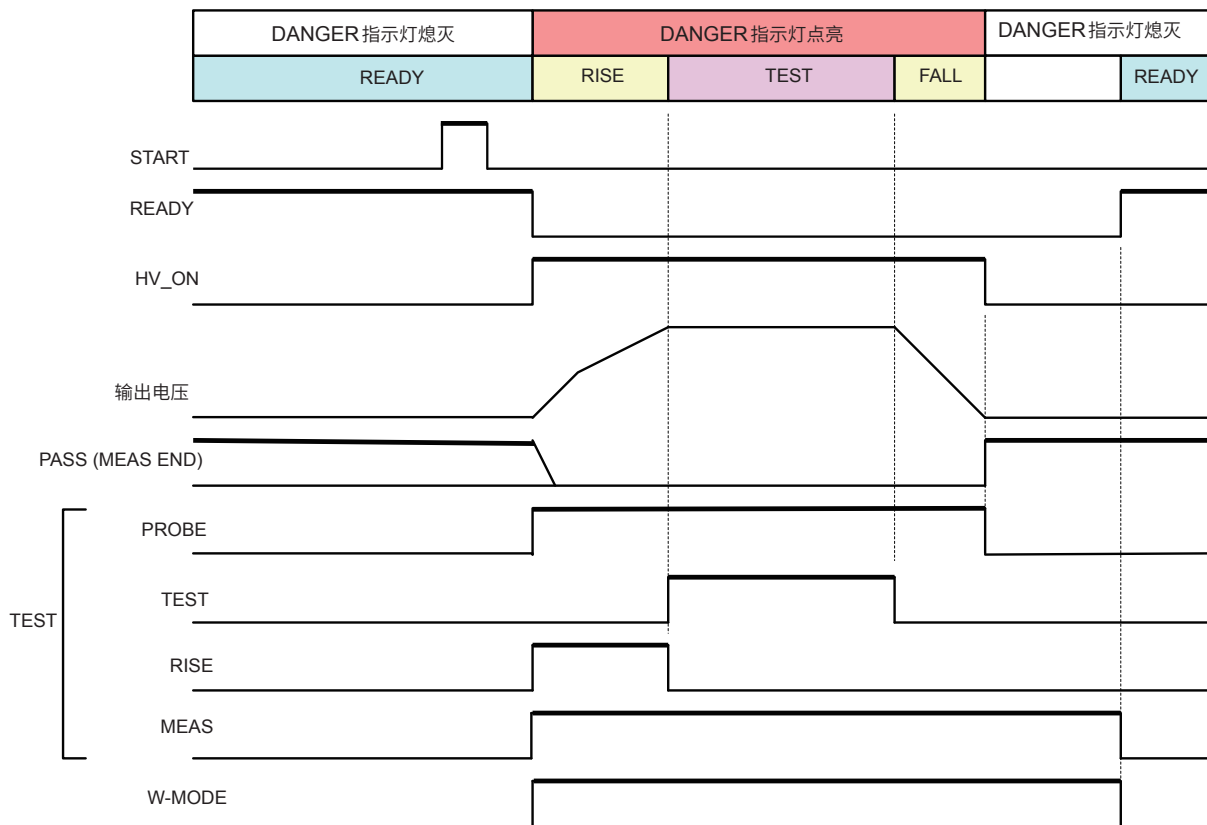 DANGER指示灯熄灭
DANGER指示灯点亮
DANGER指示灯熄灭
READY
RISE
TEST
FALL
READY
START
READY
HV_ON
输出电压
PASS (MEAS END)
PROBE
TEST
TEST
RISE
MEAS
W-MODE